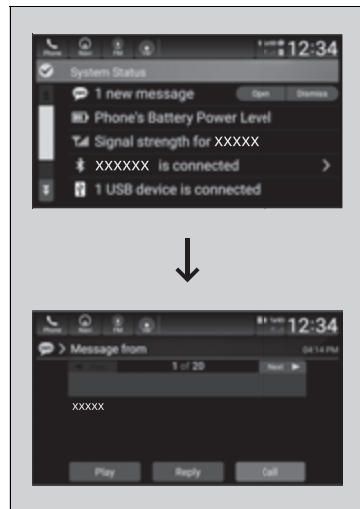 Phone
12:34
System Status
1 new message Open Dismiss
Phone's Battery Power Level
Signal strength for XXXXX
XXXXXX is connected
1 USB device is connected
Phone
12:34
Message from 04:14 PM
1 of 20 Next
XXXXX
Play Reply Call